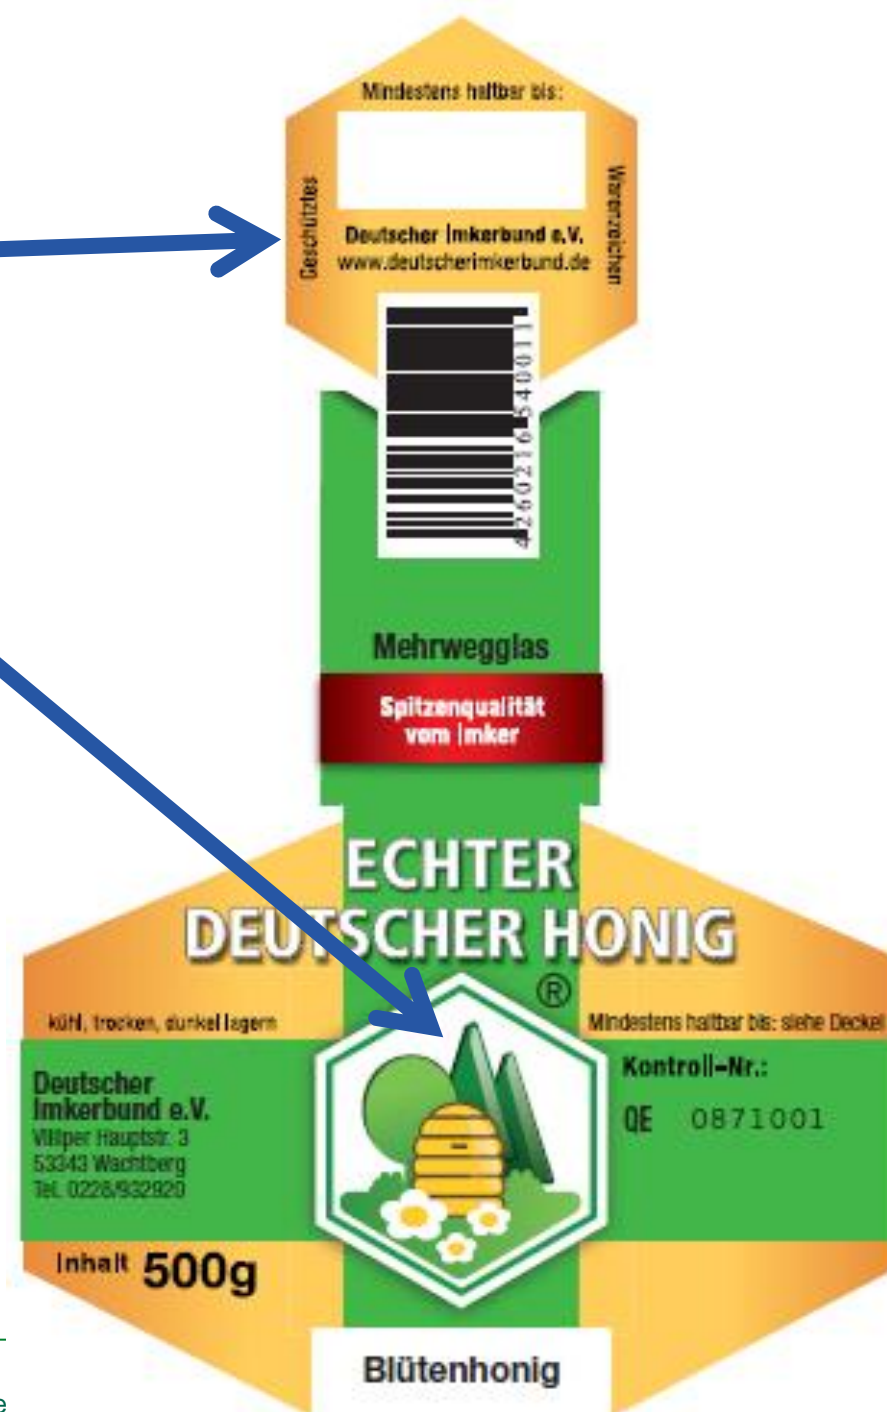 Mindestens haltbar bis:
Geschütztes
Warenzeichen
Deutscher Imkerbund e.V.
www.deutscherimkerbund.de
4260216540011
Mehrwegglas
Spitzenqualität
vom Imker
ECHTER
DEUTSCHER HONIG
®
kühl, trocken, dunkel lagern
Mindestens haltbar bis: siehe Deckel
Deutscher
Imkerbund e.V.
Villiper Hauptstr. 3
53343 Wachtberg
Tel. 0228/932920
Kontroll-Nr.:
QE 0871001
Inhalt 500g
Blütenhonig